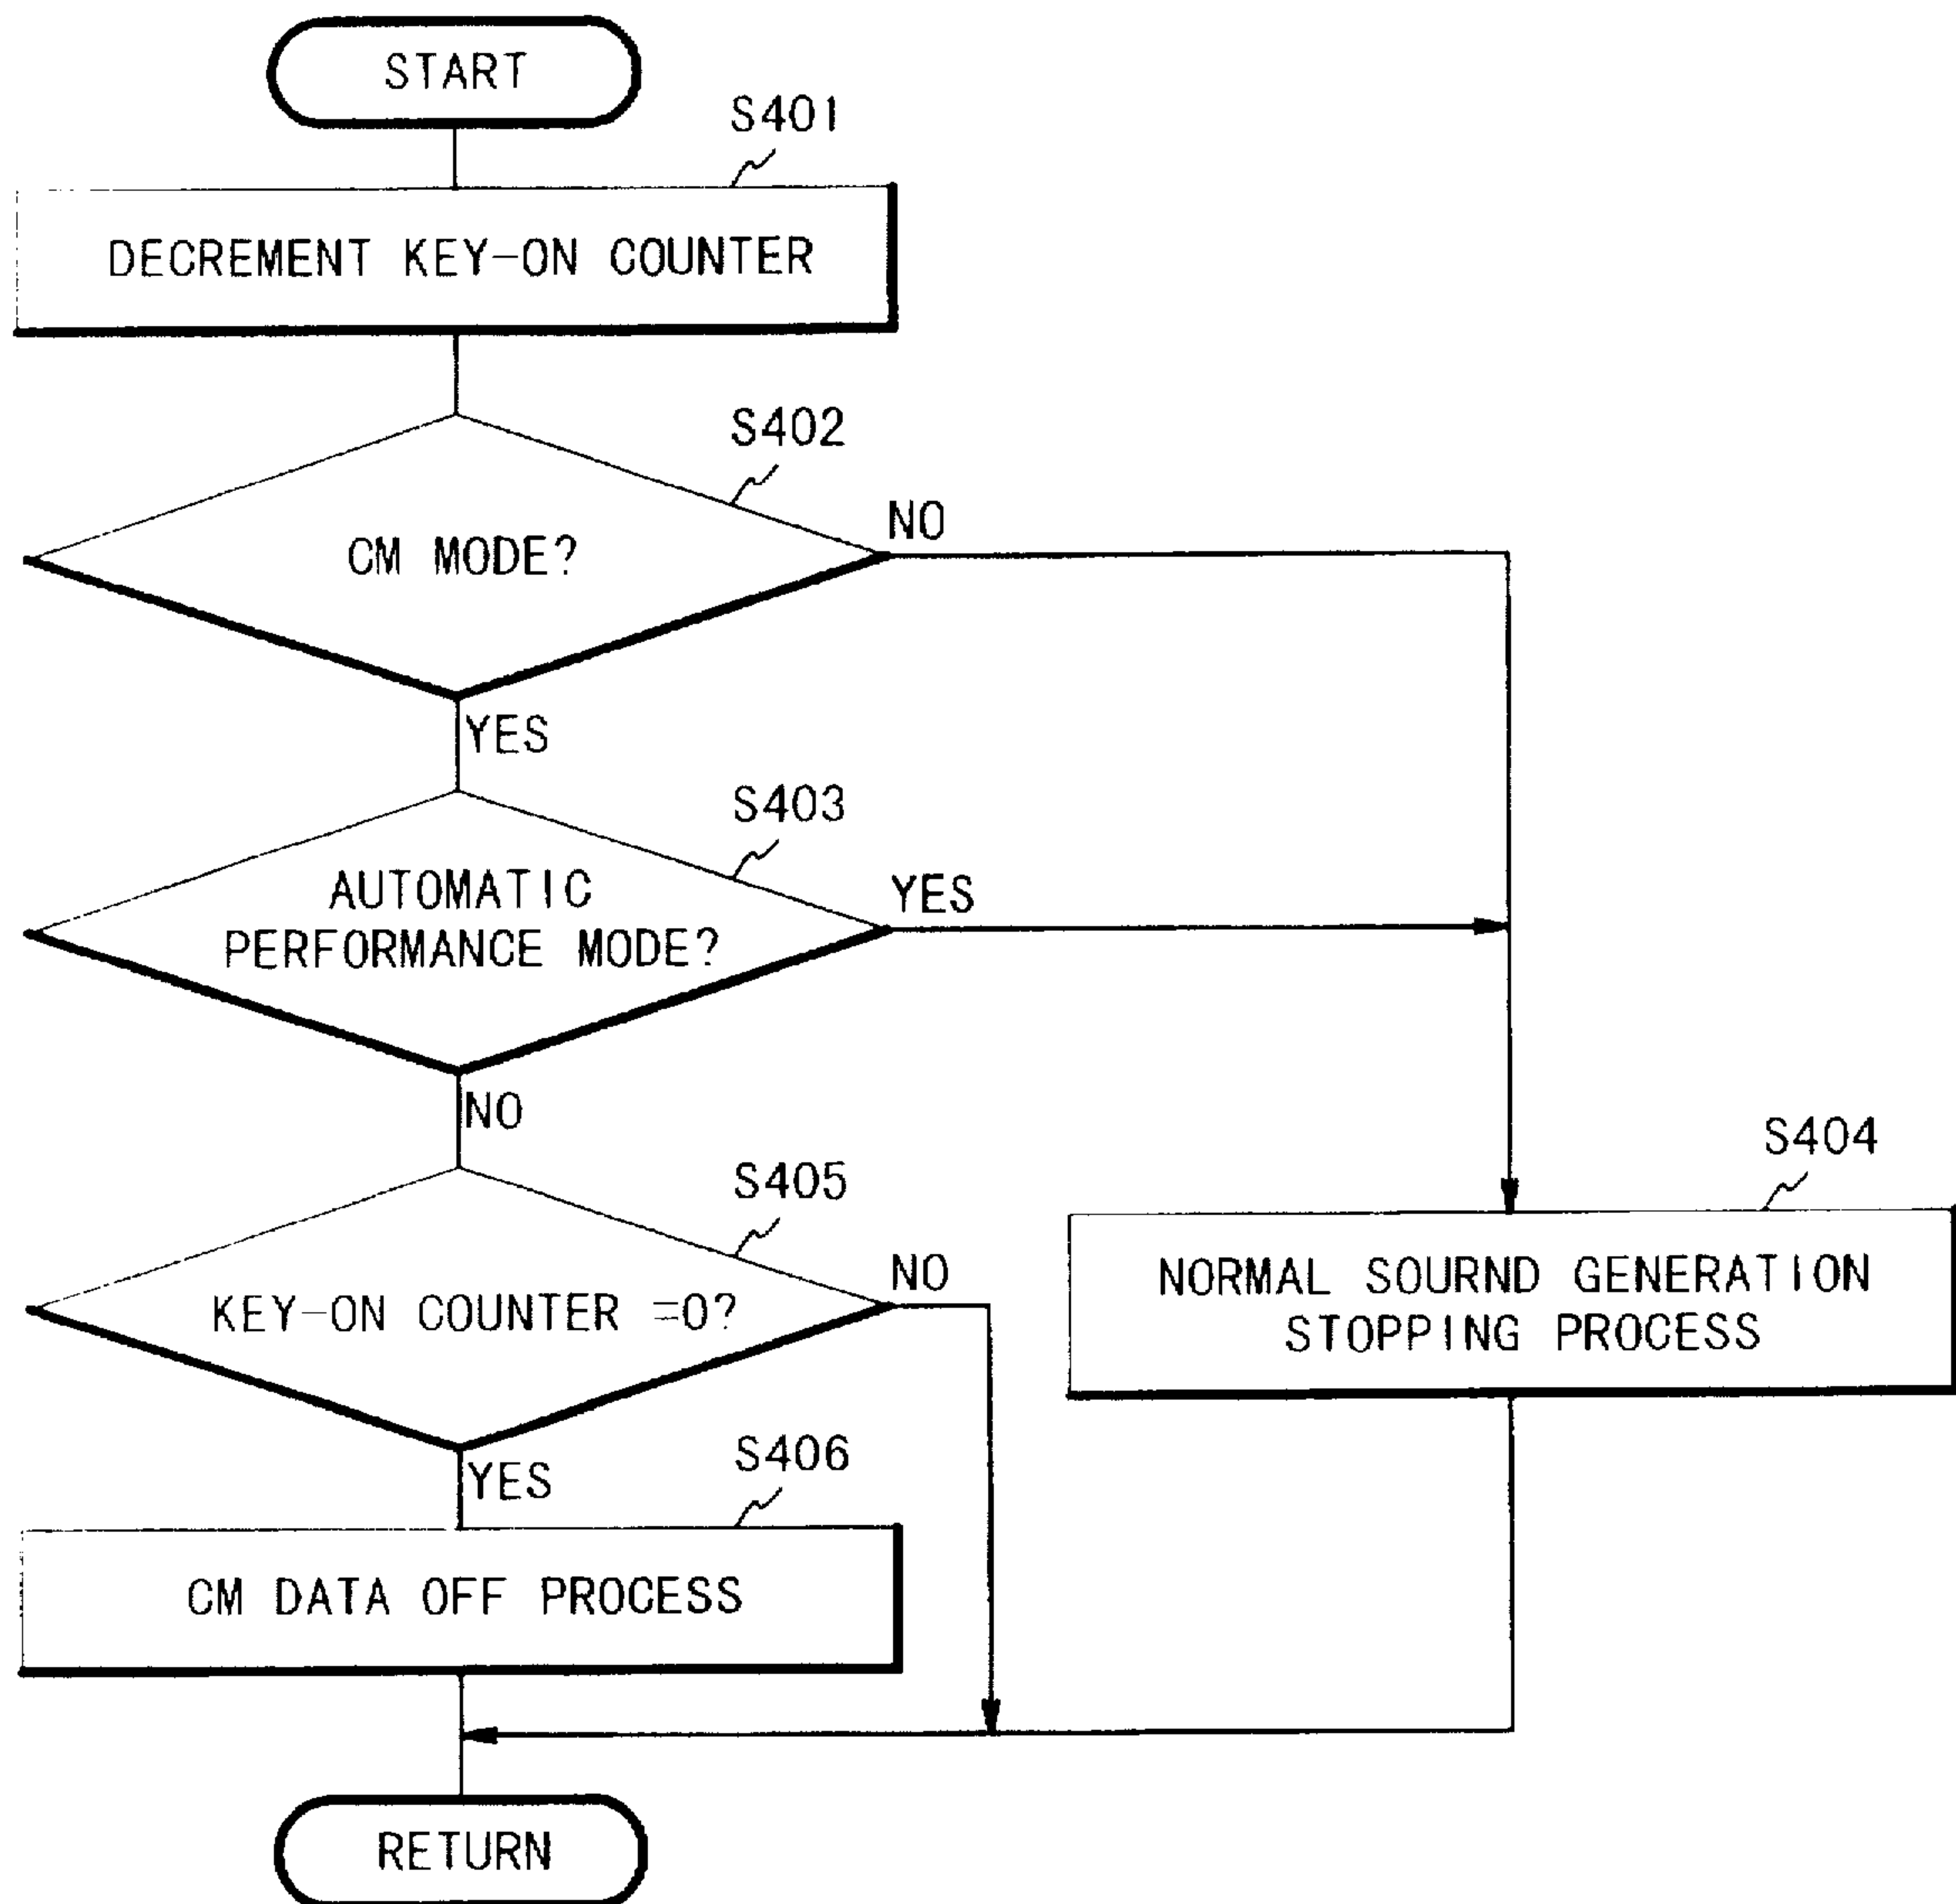 START
S401
DECREMENT KEY-ON COUNTER
S402
CM MODE?
NO
YES
S403
AUTOMATIC
PERFORMANCE MODE?
YES
NO
S405
KEY-ON COUNTER =0?
NO
S404
NORMAL SOURND GENERATION
STOPPING PROCESS
YES
S406
CM DATA OFF PROCESS
RETURN